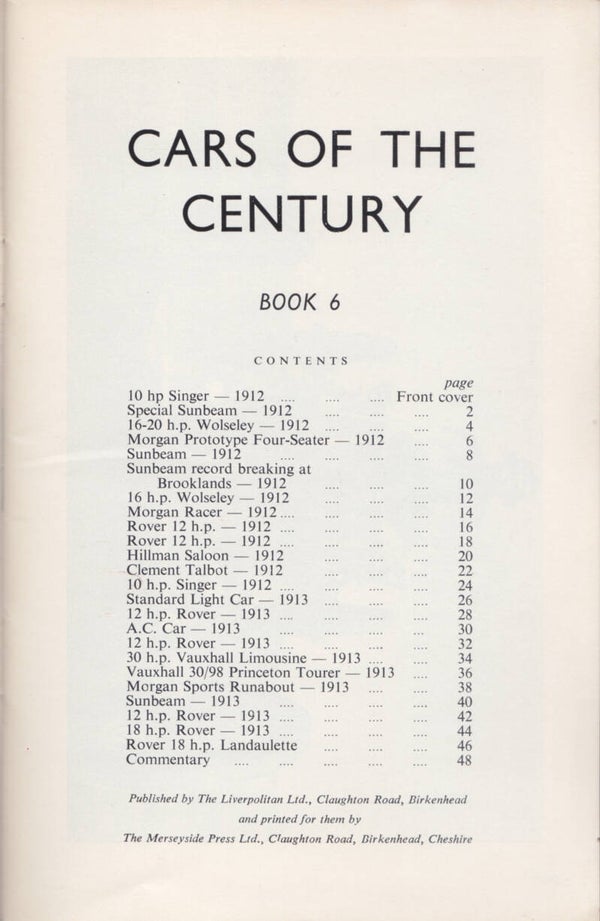 CARS OF THE
CENTURY
BOOK 6
CONTENTS
page
10 hp Singer — 1912 .... .... .... Front cover
Special Sunbeam — 1912 .... .... .... 2
16-20 h.p. Wolseley — 1912 .... .... .... 4
Morgan Prototype Four-Seater — 1912 .... 6
Sunbeam — 1912 .... .... .... .... 8
Sunbeam record breaking at
Brooklands — 1912 .... .... .... 10
16 h.p. Wolseley — 1912 .... .... .... 12
Morgan Racer — 1912 .... .... .... .... 14
Rover 12 h.p. — 1912 .... .... .... .... 16
Rover 12 h.p. — 1912 .... .... .... .... 18
Hillman Saloon — 1912 .... .... .... 20
Clement Talbot — 1912 .... .... .... 22
10 h.p. Singer — 1912 .... .... .... .... 24
Standard Light Car — 1913 .... .... .... 26
12 h.p. Rover — 1913 .... .... .... .... 28
A.C. Car — 1913 .... .... .... .... 30
12 h.p. Rover — 1913 .... .... .... .... 32
30 h.p. Vauxhall Limousine — 1913 .... .... 34
Vauxhall 30/98 Princeton Tourer — 1913 .... 36
Morgan Sports Runabout — 1913 .... .... 38
Sunbeam — 1913 .... .... .... .... 40
12 h.p. Rover — 1913 .... .... .... .... 42
18 h.p. Rover — 1913 .... .... .... .... 44
Rover 18 h.p. Landaulette .... .... .... 46
Commentary .... .... .... .... .... 48
Published by The Liverpolitan Ltd., Claughton Road, Birkenhead
and printed for them by
The Merseyside Press Ltd., Claughton Road, Birkenhead, Cheshire